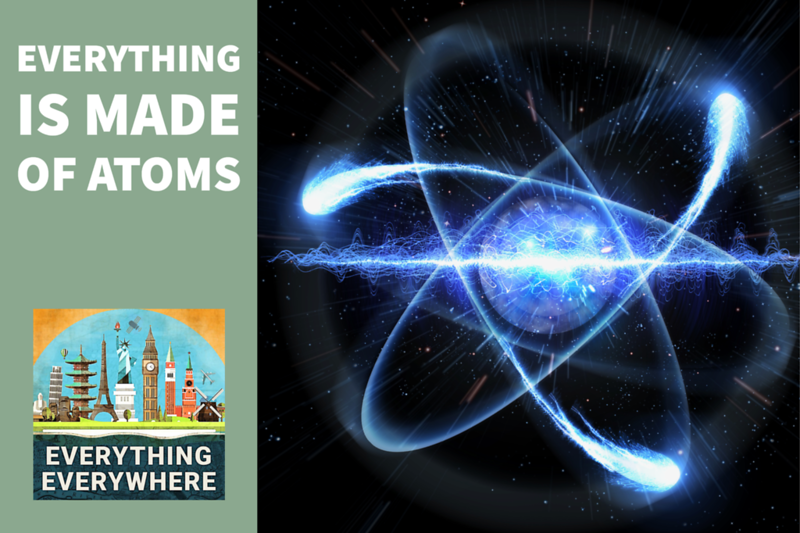 EVERYTHING
IS MADE
OF ATOMS
EVERYTHING
EVERYWHERE